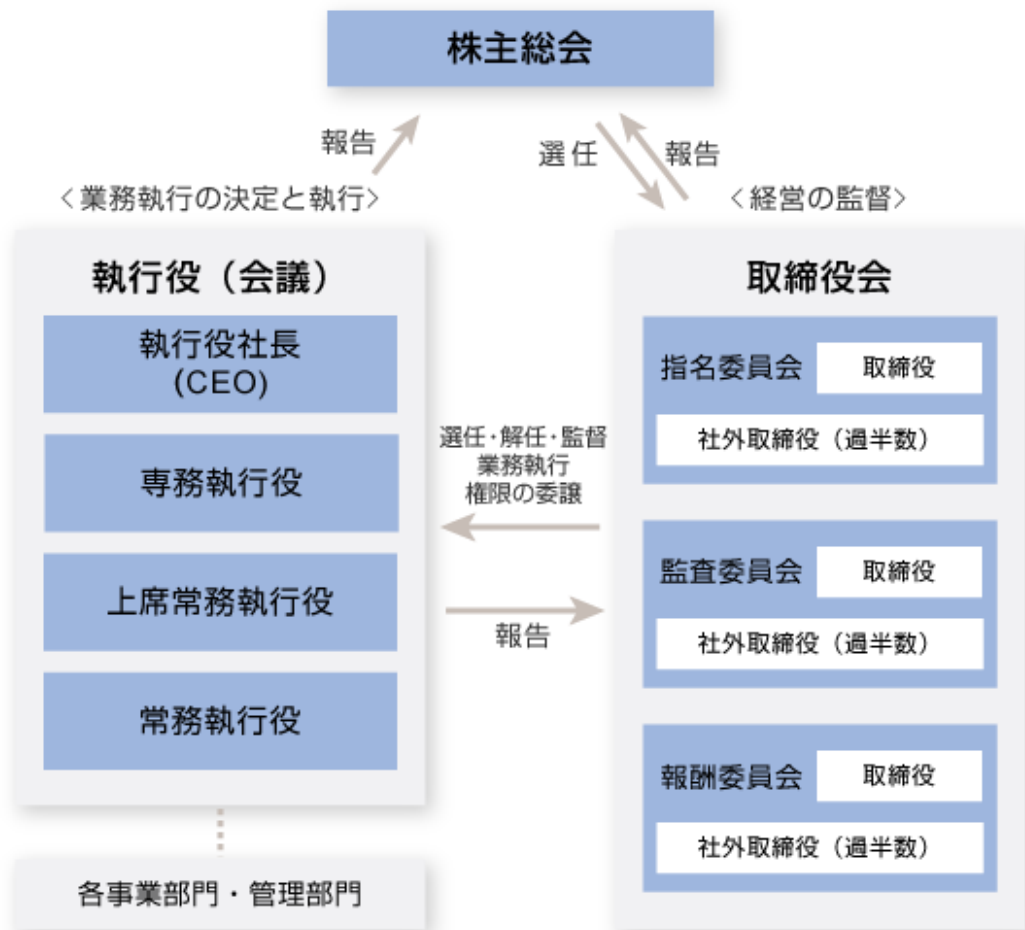 株主総会
報告
選任
報告
<業務執行の決定と執行>
<経営の監督>
執行役（会議）
執行役社長
(CEO)
専務執行役
上席常務執行役
常務執行役
各事業部門・管理部門
選任・解任・監督
業務執行
権限の委譲
報告
取締役会
指名委員会 取締役
社外取締役（過半数）
監査委員会 取締役
社外取締役（過半数）
報酬委員会 取締役
社外取締役（過半数）